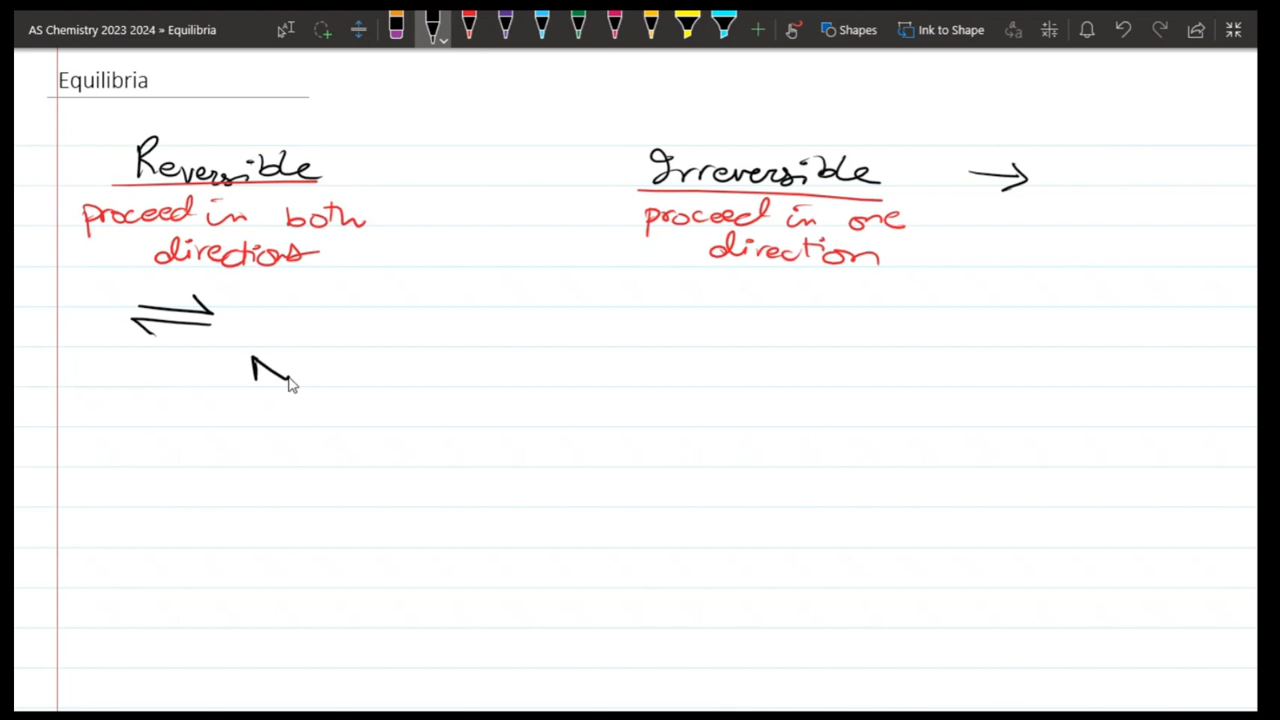 AS Chemistry 2023 2024 » Equilibria
Shapes
Ink to Shape
Equilibria
Reversible
Irreversible →
proceed in both
directions
proceed in one
direction
⇌